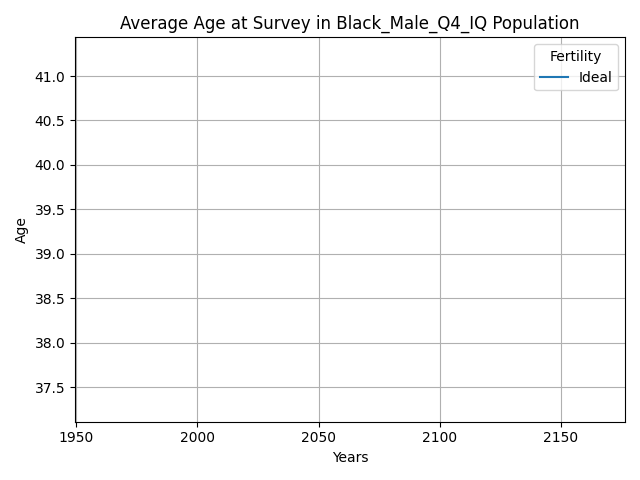 Average Age at Survey in Black_Male_Q4_IQ Population
Fertility
Ideal
41.0
40.5
40.0
39.5
39.0
38.5
38.0
37.5
Age
1950 2000 2050 2100 2150
Years